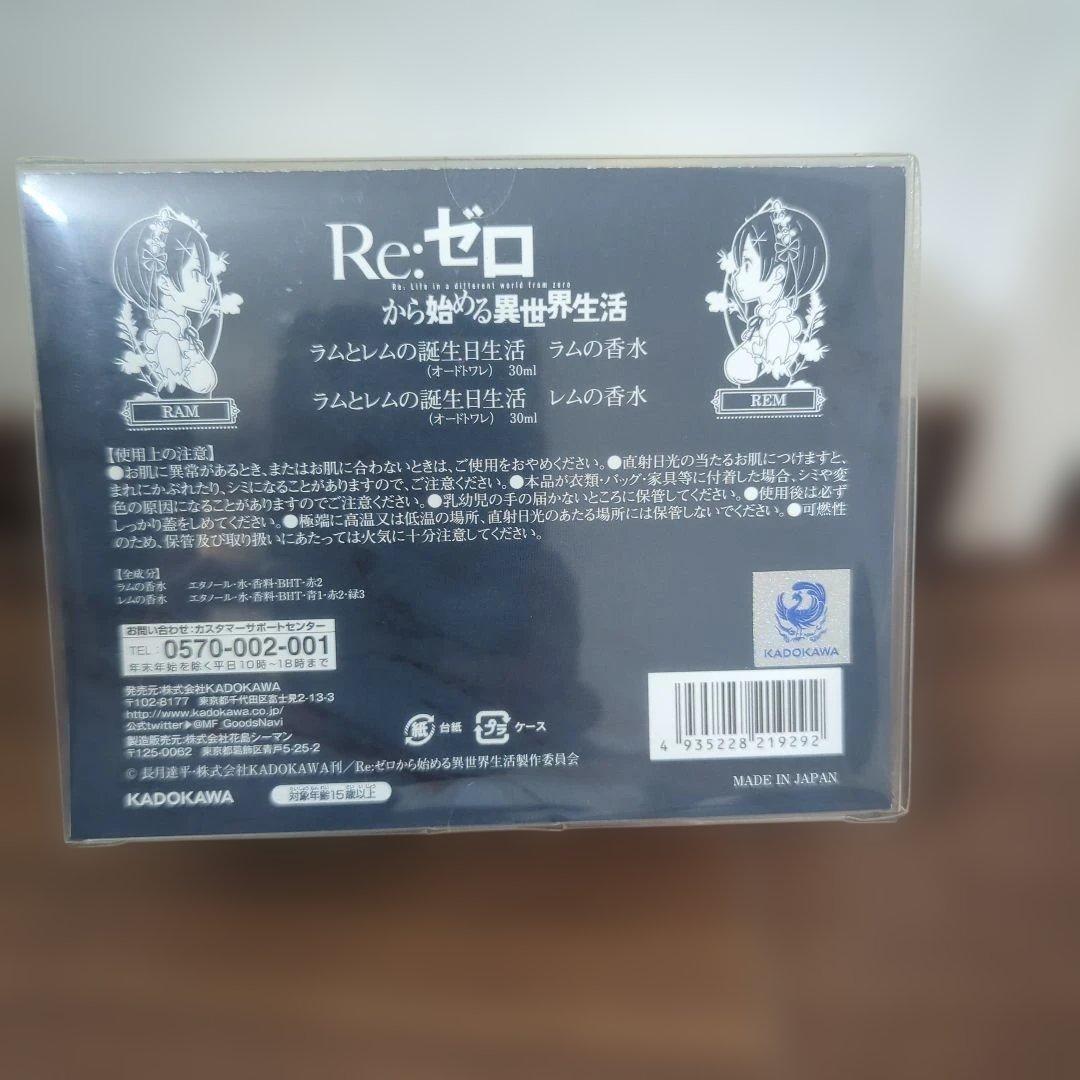 Re:ゼロ
Re: Life in a different world from zero
から始める異世界生活
ラムとレムの誕生日生活 ラムの香水
(オードトワレ) 30ml
ラムとレムの誕生日生活 レムの香水
(オードトワレ) 30ml
RAM
REM
【使用上の注意】
●お肌に異常があるとき、またはお肌に合わないときは、ご使用をおやめください。●直射日光の当たるお肌につけますと、
まれにかぶれたり、シミになることがありますので、ご注意ください。●本品が衣類・バッグ・家具等に付着した場合、シミや変
色の原因になることがありますのでご注意ください。●乳幼児の手の届かないところに保管してください。●使用後は必ず
しっかり蓋をしめてください。●極端に高温又は低温の場所、直射日光のあたる場所には保管しないでください。●可燃性
のため、保管及び取り扱いにあたっては火気に十分注意してください。
【全成分】
ラムの香水 エタノール・水・香料・BHT・赤2
レムの香水 エタノール・水・香料・BHT・青1・赤2・緑3
お問い合わせ:カスタマーサポートセンター
TEL:0570-002-001
年末年始を除く平日10時~18時まで
発売元:株式会社KADOKAWA
〒102-8177 東京都千代田区富士見2-13-3
http://www.kadokawa.co.jp/
公式twitter▶@MF_GoodsNavi
製造販売元:株式会社花島シーマン
〒125-0062 東京都葛飾区青戸5-25-2
紙 台紙 プラ ケース
© 長月達平・株式会社KADOKAWA刊/Re:ゼロから始める異世界生活製作委員会
KADOKAWA
対象年齢15歳以上
KADOKAWA
4 935228 219292
MADE IN JAPAN